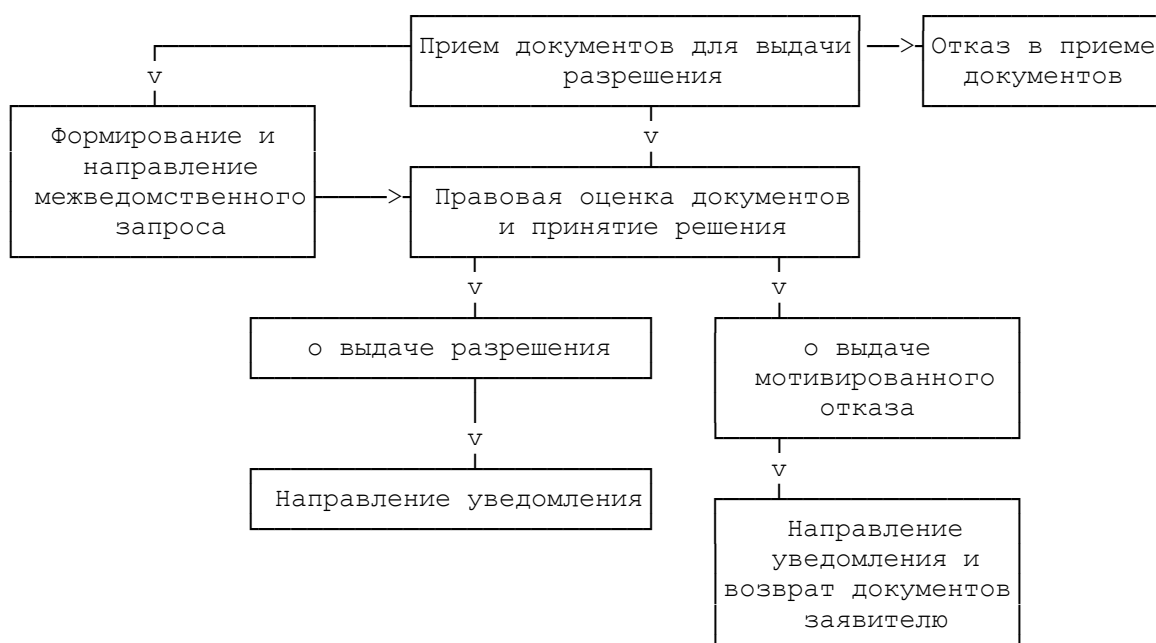 Прием документов для выдачи
разрешения
Отказ в приеме
документов
Формирование и
направление
межведомственного
запроса
Правовая оценка документов
и принятие решения
о выдаче разрешения
о выдаче
мотивированного
отказа
Направление уведомления
Направление
уведомления и
возврат документов
заявителю